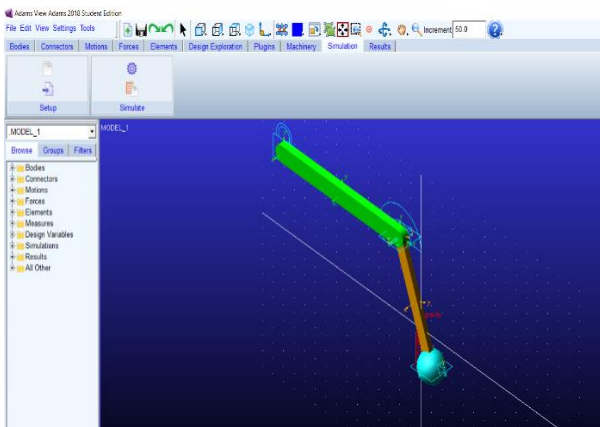 Adams View Adams 2018 Student Edition
File Edit View Settings Tools
Increment 50.0
Bodies Connectors Motions Forces Elements Design Exploration Plugins Machinery Simulation Results
Setup Simulate
.MODEL_1
MODEL_1
Browse Groups Filters
Bodies
Connectors
Motions
Forces
Elements
Measures
Design Variables
Simulations
Results
All Other